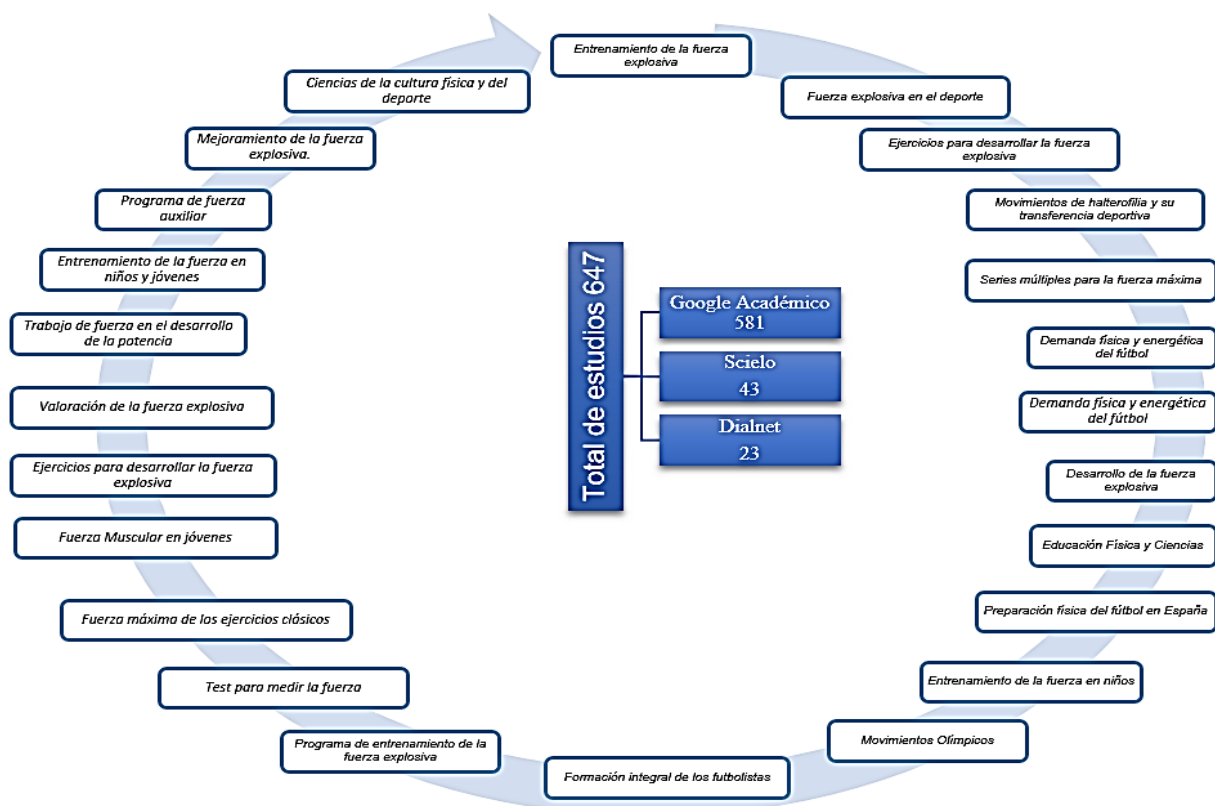 Entrenamiento de la fuerza
explosiva
Fuerza explosiva en el deporte
Ejercicios para desarrollar la fuerza
explosiva
Movimientos de halterofilia y su
transferencia deportiva
Series múltiples para la fuerza máxima
Demanda física y energética
del fútbol
Demanda física y energética
del fútbol
Desarrollo de la fuerza
explosiva
Educación Física y Ciencias
Preparación física del fútbol en España
Entrenamiento de la fuerza en niños
Movimientos Olímpicos
Formación integral de los futbolistas
Programa de entrenamiento de la
fuerza explosiva
Test para medir la fuerza
Fuerza máxima de los ejercicios clásicos
Fuerza Muscular en jóvenes
Ejercicios para desarrollar la fuerza
explosiva
Valoración de la fuerza explosiva
Trabajo de fuerza en el desarrollo
de la potencia
Entrenamiento de la fuerza en
niños y jóvenes
Programa de fuerza
auxiliar
Mejoramiento de la fuerza
explosiva.
Ciencias de la cultura física y del
deporte
Total de estudios 647
Google Académico
581
Scielo
43
Dialnet
23